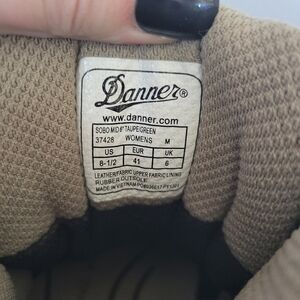 Danner®
www.danner.com
SOBO MID 8" TAUPE/GREEN
37428 WOMENS M
US EUR UK
8-1/2 41 6
LEATHER/FABRIC UPPER FABRIC LINING
RUBBER OUTSOLE
MADE IN VIETNAM